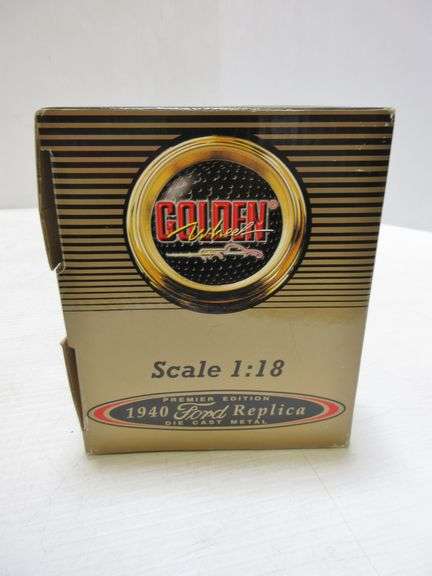 GOLDEN®
Wheel
Scale 1:18
PREMIER EDITION
1940 Ford Replica
DIE CAST METAL